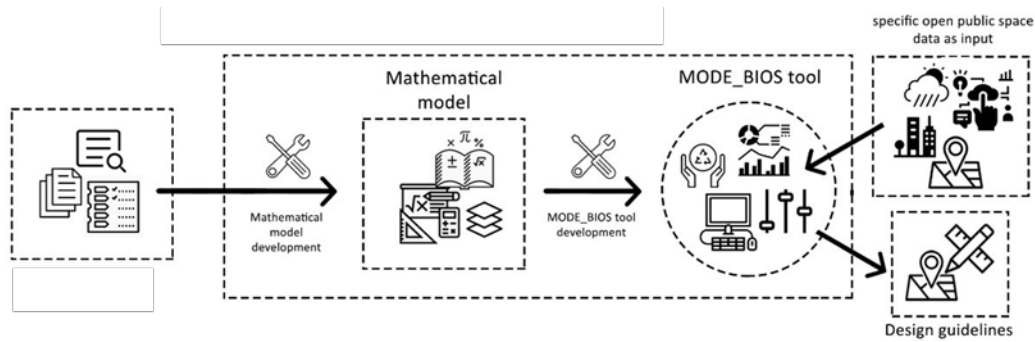 specific open public space
data as input
Mathematical
model
MODE_BIOS tool
Mathematical
model
development
MODE_BIOS tool
development
Design guidelines